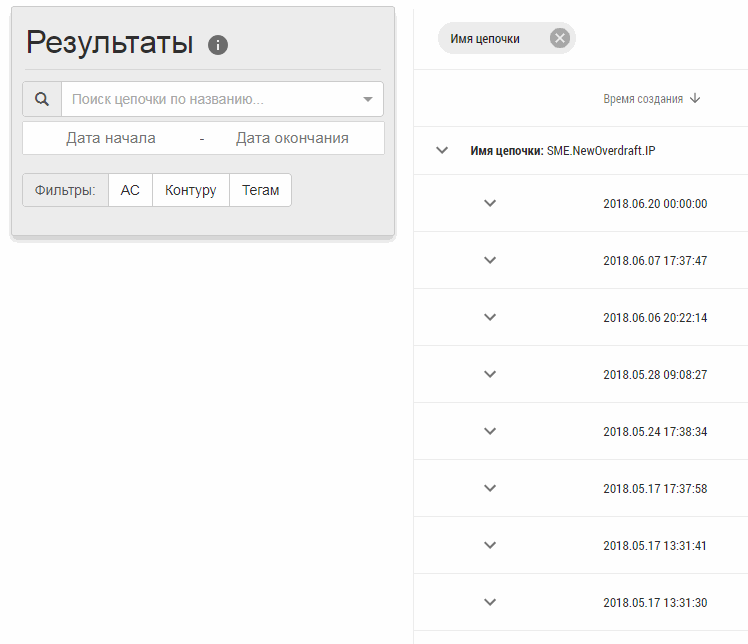 Результаты
Поиск цепочки по названию...
Дата начала - Дата окончания
Фильтры: АС Контуру Тегам
Имя цепочки
Время создания
Имя цепочки: SME.NewOverdraft.IP
2018.06.20 00:00:00
2018.06.07 17:37:47
2018.06.06 20:22:14
2018.05.28 09:08:27
2018.05.24 17:38:34
2018.05.17 17:37:58
2018.05.17 13:31:41
2018.05.17 13:31:30